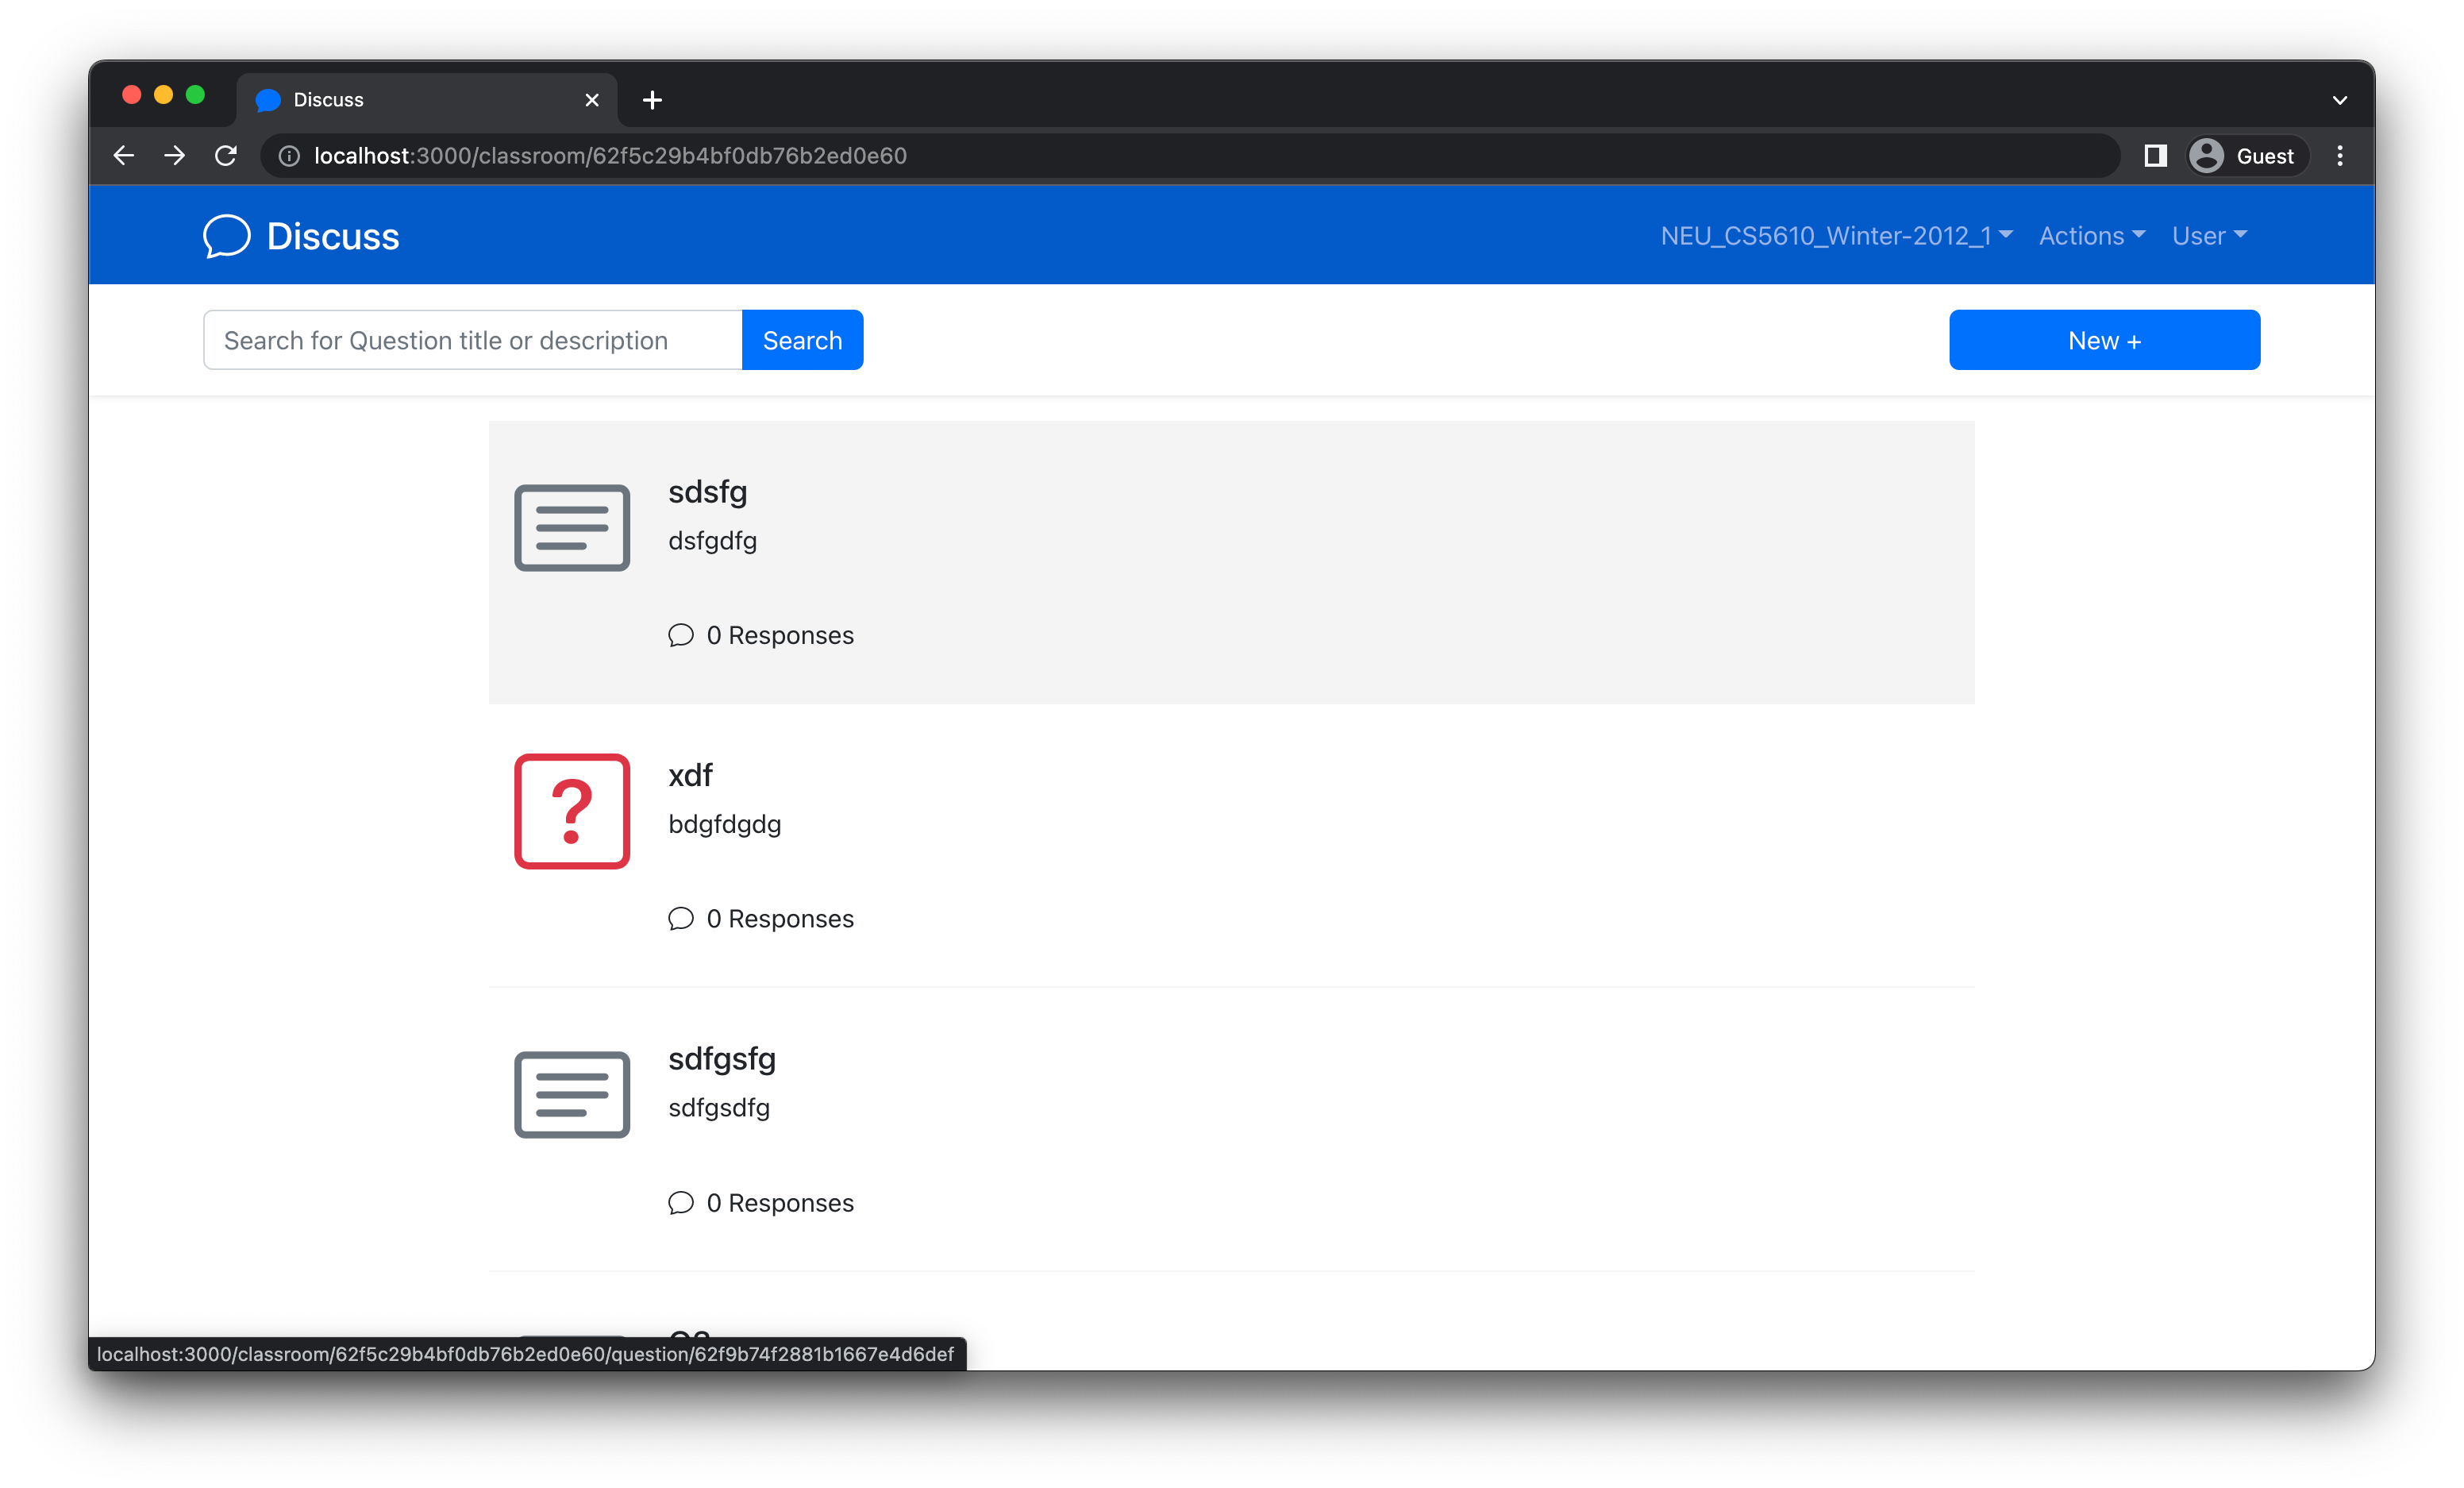 Discuss
localhost:3000/classroom/62f5c29b4bf0db76b2ed0e60
Guest
Discuss
NEU_CS5610_Winter-2012_1 Actions User
Search for Question title or description Search New +
sdsfg
dsfgdfg
0 Responses
?
xdf
bdgfdgdg
0 Responses
sdfgsfg
sdfgsdfg
0 Responses
localhost:3000/classroom/62f5c29b4bf0db76b2ed0e60/question/62f9b74f2881b1667e4d6def